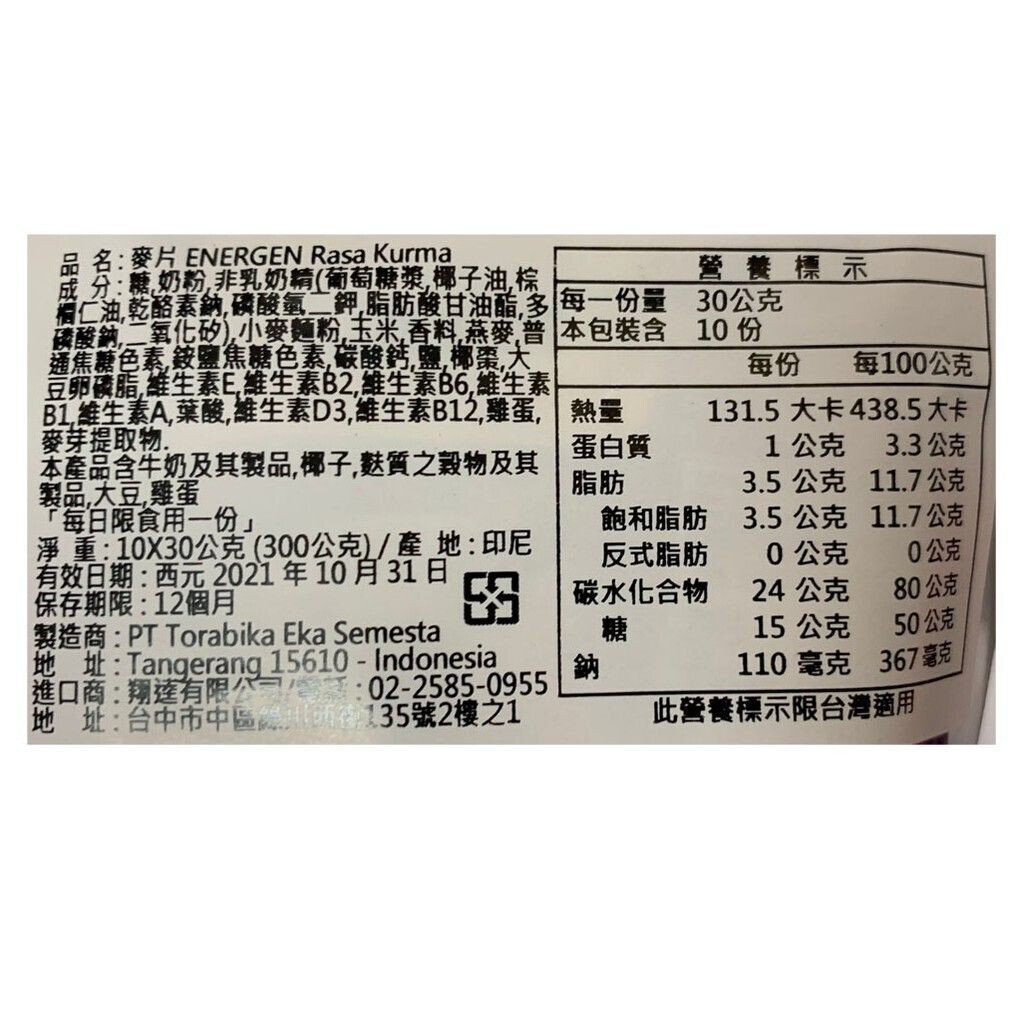 品 名:麥片 ENERGEN Rasa Kurma
成 分:糖,奶粉,非乳奶精(葡萄糖漿,椰子油,棕
櫚仁油,乾酪素鈉,磷酸氫二鉀,脂肪酸甘油酯,多
磷酸鈉,二氧化矽),小麥麵粉,玉米,香料,燕麥,普
通焦糖色素,銨鹽焦糖色素,碳酸鈣,鹽,椰棗,大
豆卵磷脂,維生素E,維生素B2,維生素B6,維生素
B1,維生素A,葉酸,維生素D3,維生素B12,雞蛋,
麥芽提取物.
本產品含牛奶及其製品,椰子,麩質之穀物及其
製品,大豆,雞蛋
「每日限食用一份」
淨 重:10X30公克 (300公克) / 產 地:印尼
有效日期:西元 2021 年 10 月 31 日
保存期限:12個月
製造商:PT Torabika Eka Semesta
地 址:Tangerang 15610 - Indonesia
進口商:翔達有限公司/電話:02-2585-0955
地 址:台中市中區 135號2樓之1
營 養 標 示
每一份量 30公克
本包裝含 10 份
每份 每100公克
熱量 131.5 大卡 438.5 大卡
蛋白質 1 公克 3.3 公克
脂肪 3.5 公克 11.7 公克
飽和脂肪 3.5 公克 11.7 公克
反式脂肪 0 公克 0 公克
碳水化合物 24 公克 80 公克
糖 15 公克 50 公克
鈉 110 毫克 367 毫克
此營養標示限台灣適用